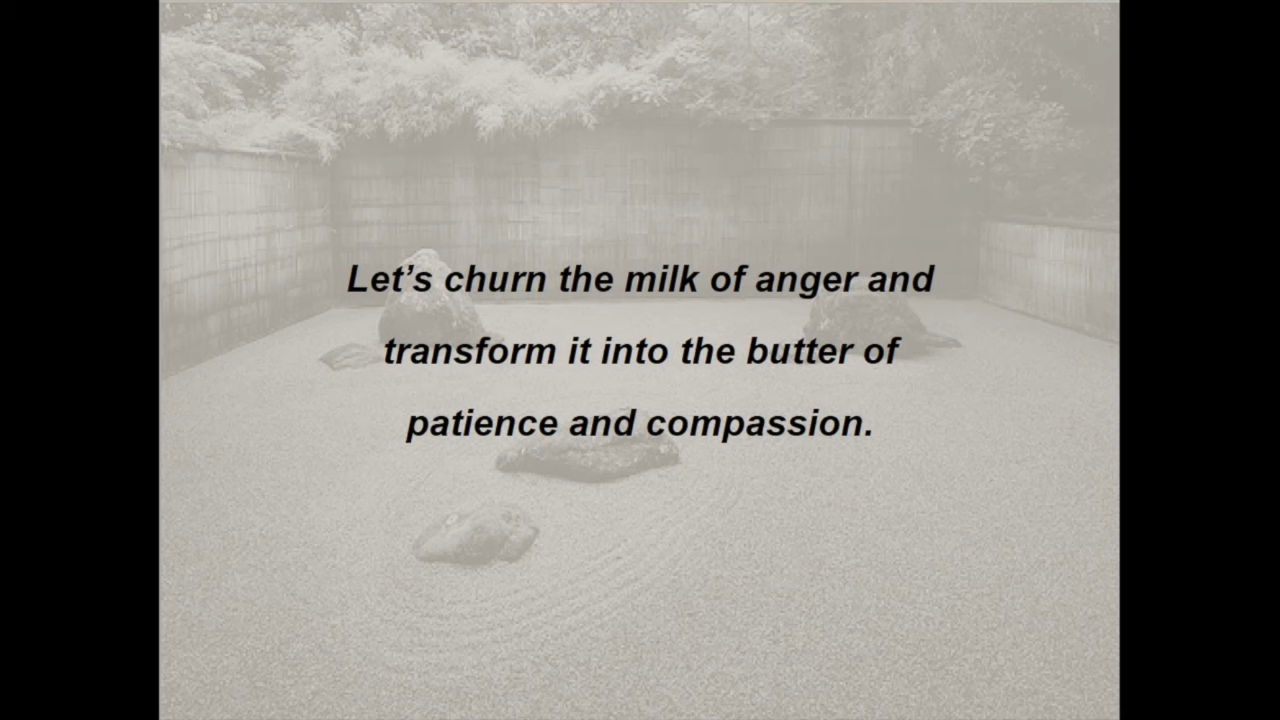 Let’s churn the milk of anger and
transform it into the butter of
patience and compassion.